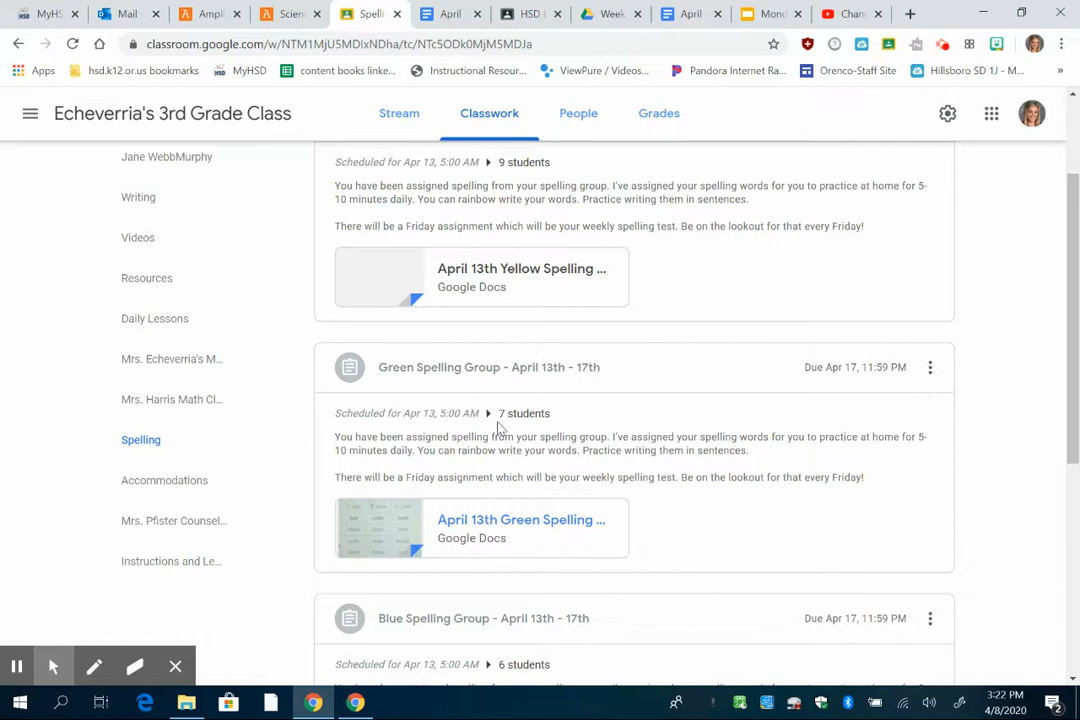 MyHS
Mail
Ampli
Scien
Spelli
April
HSD E
Week
April
Mond
Chan
classroom.google.com/w/NTM1MjU5MDIxNDha/tc/NTc5ODk0MjM5MDJa
Apps
hsd.k12.or.us bookmarks
MyHSD
content books linke...
Instructional Resour...
ViewPure / Videos...
Pandora Internet Ra...
Orenco-Staff Site
Hillsboro SD 1J - M...
Echeverria's 3rd Grade Class
Stream
Classwork
People
Grades
Jane WebbMurphy
Writing
Videos
Resources
Daily Lessons
Mrs. Echeverria's M...
Mrs. Harris Math Cl...
Spelling
Accommodations
Mrs. Pfister Counsel...
Instructions and Le...
Scheduled for Apr 13, 5:00 AM 9 students
You have been assigned spelling from your spelling group. I've assigned your spelling words for you to practice at home for 5-
10 minutes daily. You can rainbow write your words. Practice writing them in sentences.
There will be a Friday assignment which will be your weekly spelling test. Be on the lookout for that every Friday!
April 13th Yellow Spelling ...
Google Docs
Green Spelling Group - April 13th - 17th
Due Apr 17, 11:59 PM
Scheduled for Apr 13, 5:00 AM 7 students
You have been assigned spelling from your spelling group. I've assigned your spelling words for you to practice at home for 5-
10 minutes daily. You can rainbow write your words. Practice writing them in sentences.
There will be a Friday assignment which will be your weekly spelling test. Be on the lookout for that every Friday!
April 13th Green Spelling ...
Google Docs
Blue Spelling Group - April 13th - 17th
Due Apr 17, 11:59 PM
Scheduled for Apr 13, 5:00 AM 6 students
3:22 PM
4/8/2020
2